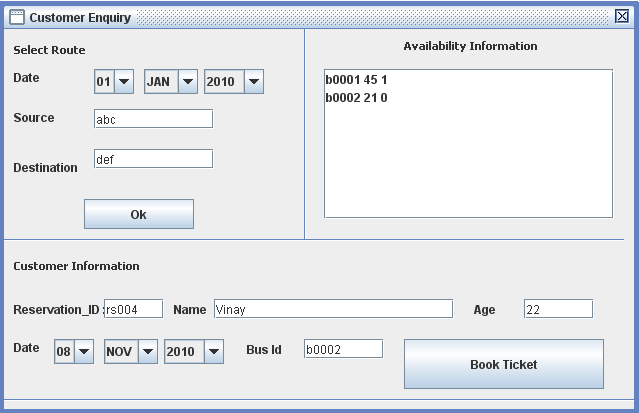 Customer Enquiry
Select Route
Date 01 JAN 2010
Source abc
Destination def
Ok
Availability Information
b0001 45 1
b0002 21 0
Customer Information
Reservation_ID : rs004 Name Vinay Age 22
Date 08 NOV 2010 Bus Id b0002
Book Ticket